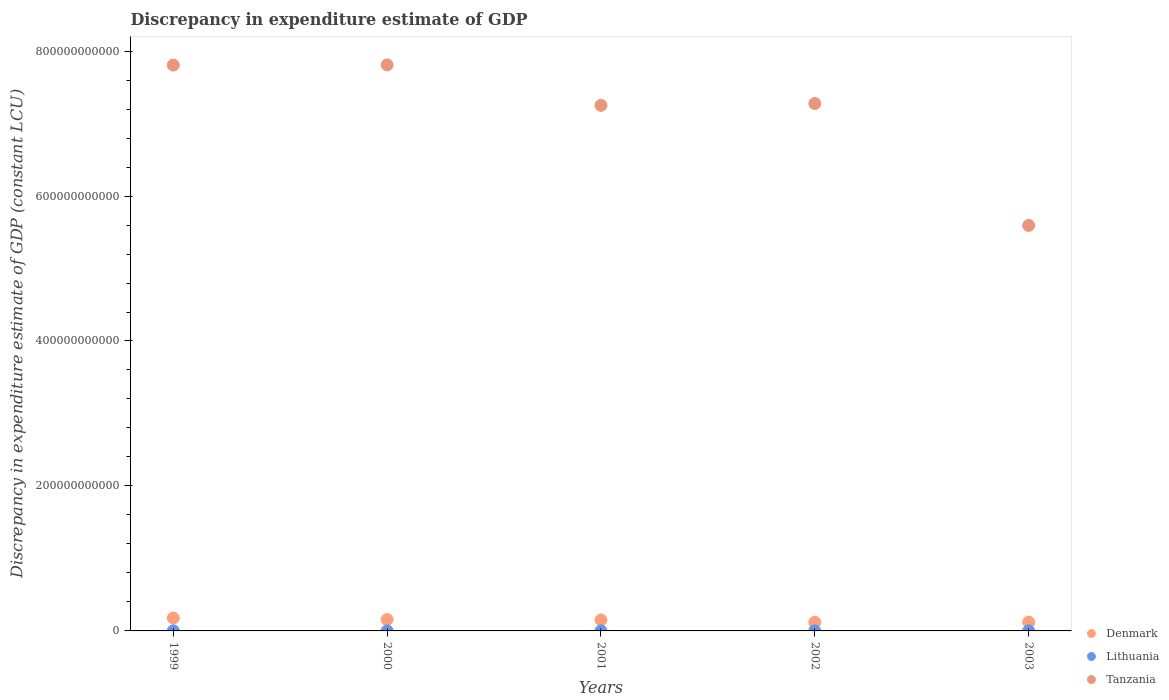 Discrepancy in expenditure estimate of GDP
Discrepancy in expenditure estimate of GDP (constant LCU)
800000000000
600000000000
400000000000
200000000000
0
1999
2000
2001
2002
2003
Years
Denmark
Lithuania
Tanzania